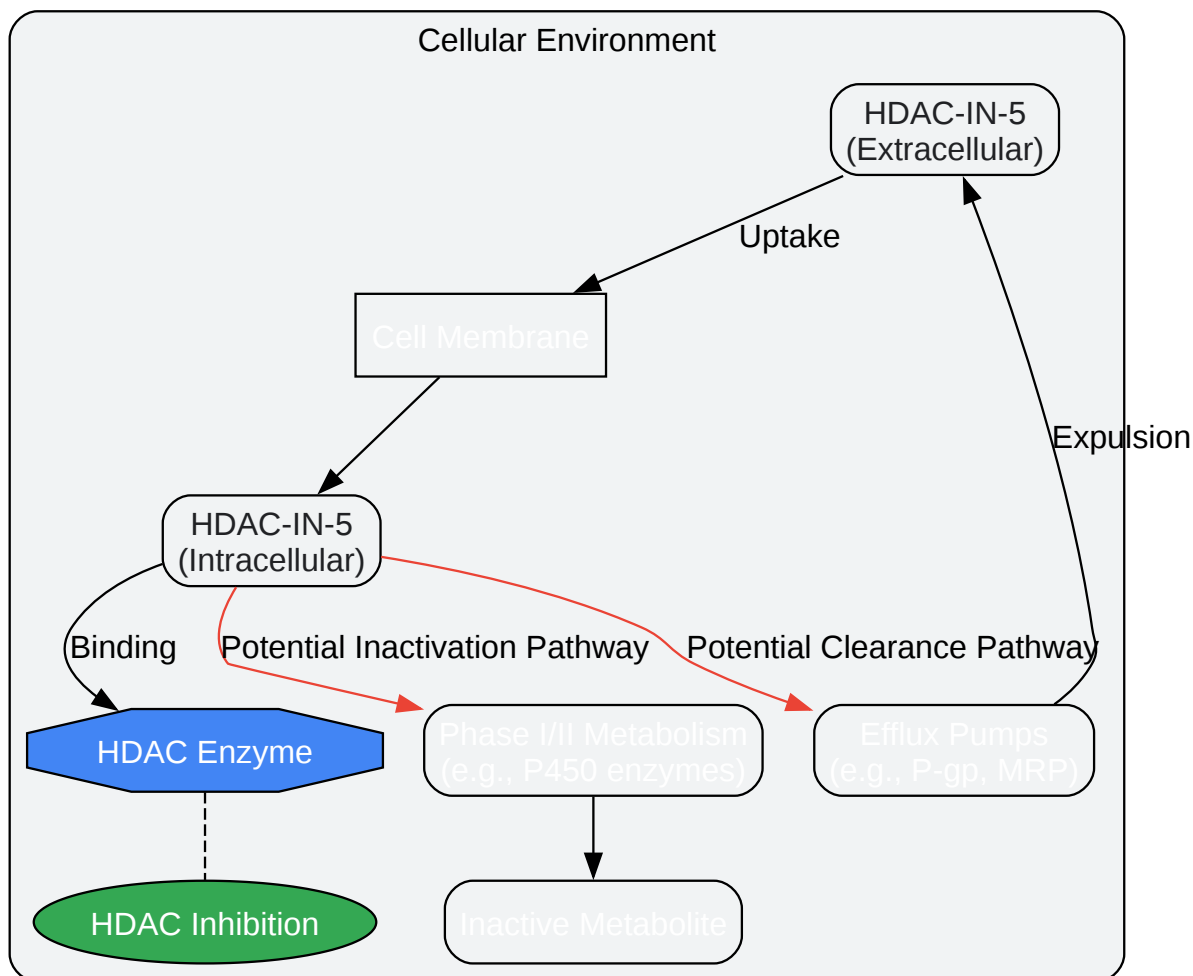 Cellular Environment
HDAC-IN-5
(Extracellular)
Uptake
Cell Membrane
Expulsion
HDAC-IN-5
(Intracellular)
Binding
Potential Inactivation Pathway
Potential Clearance Pathway
HDAC Enzyme
Phase I/II Metabolism
(e.g., P450 enzymes)
Efflux Pumps
(e.g., P-gp, MRP)
HDAC Inhibition
Inactive Metabolite